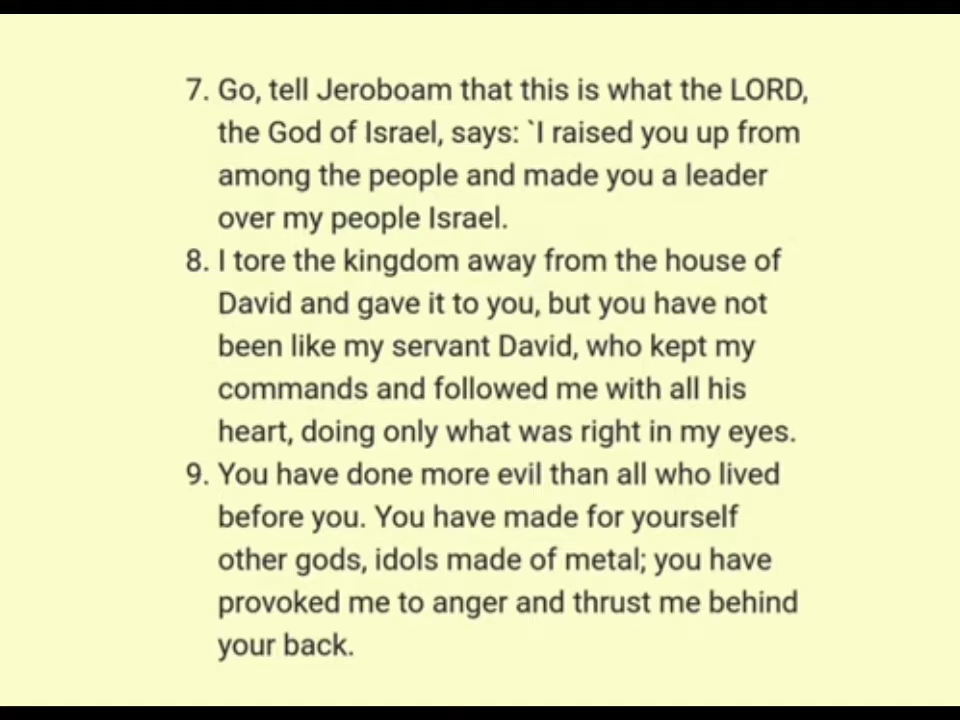 7. Go, tell Jeroboam that this is what the LORD,
the God of Israel, says: `I raised you up from
among the people and made you a leader
over my people Israel.
8. I tore the kingdom away from the house of
David and gave it to you, but you have not
been like my servant David, who kept my
commands and followed me with all his
heart, doing only what was right in my eyes.
9. You have done more evil than all who lived
before you. You have made for yourself
other gods, idols made of metal; you have
provoked me to anger and thrust me behind
your back.